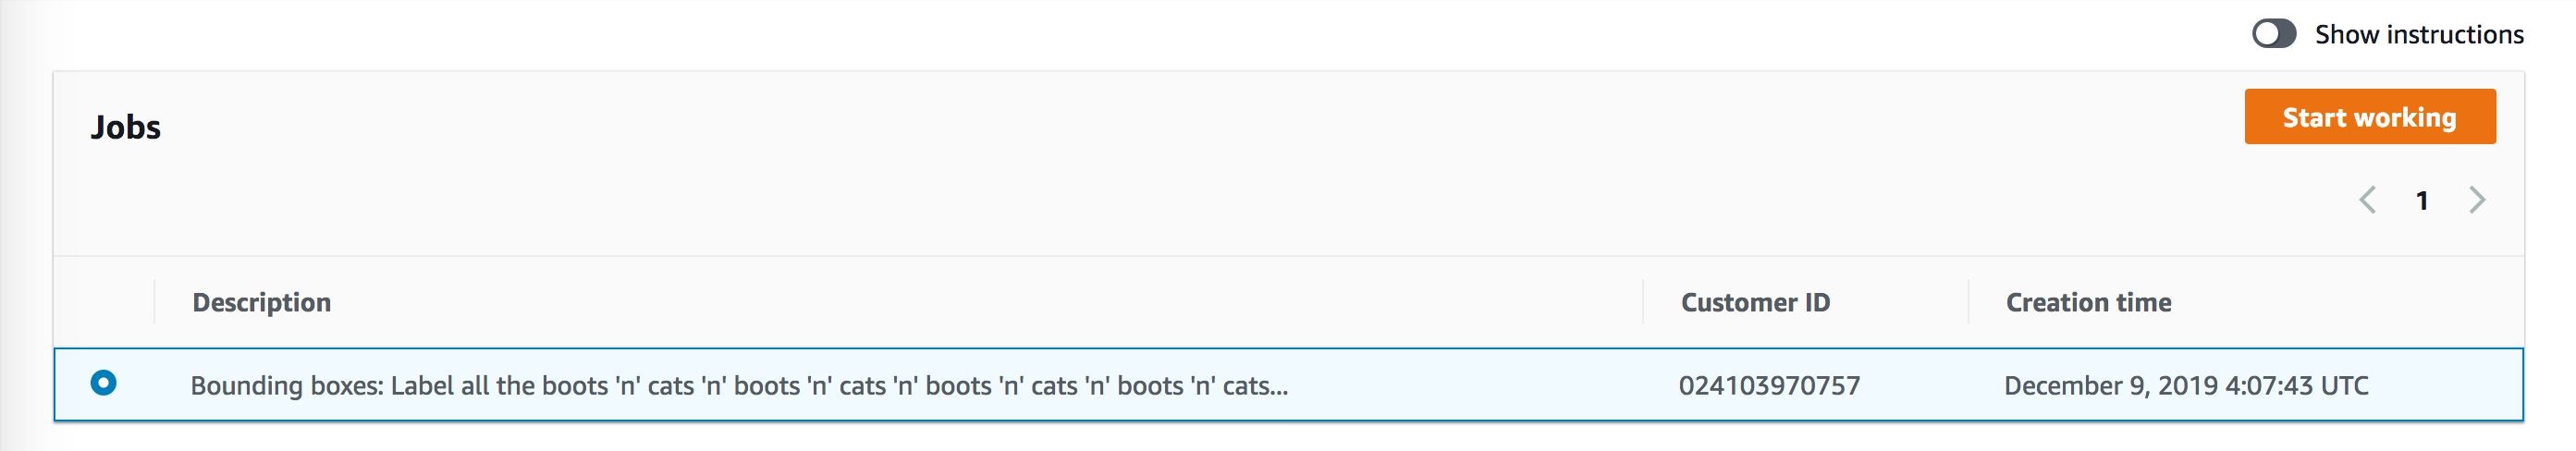 Show instructions
Jobs
Start working
1
Description Customer ID Creation time
Bounding boxes: Label all the boots 'n' cats 'n' boots 'n' cats 'n' boots 'n' cats 'n' boots 'n' cats... 024103970757 December 9, 2019 4:07:43 UTC